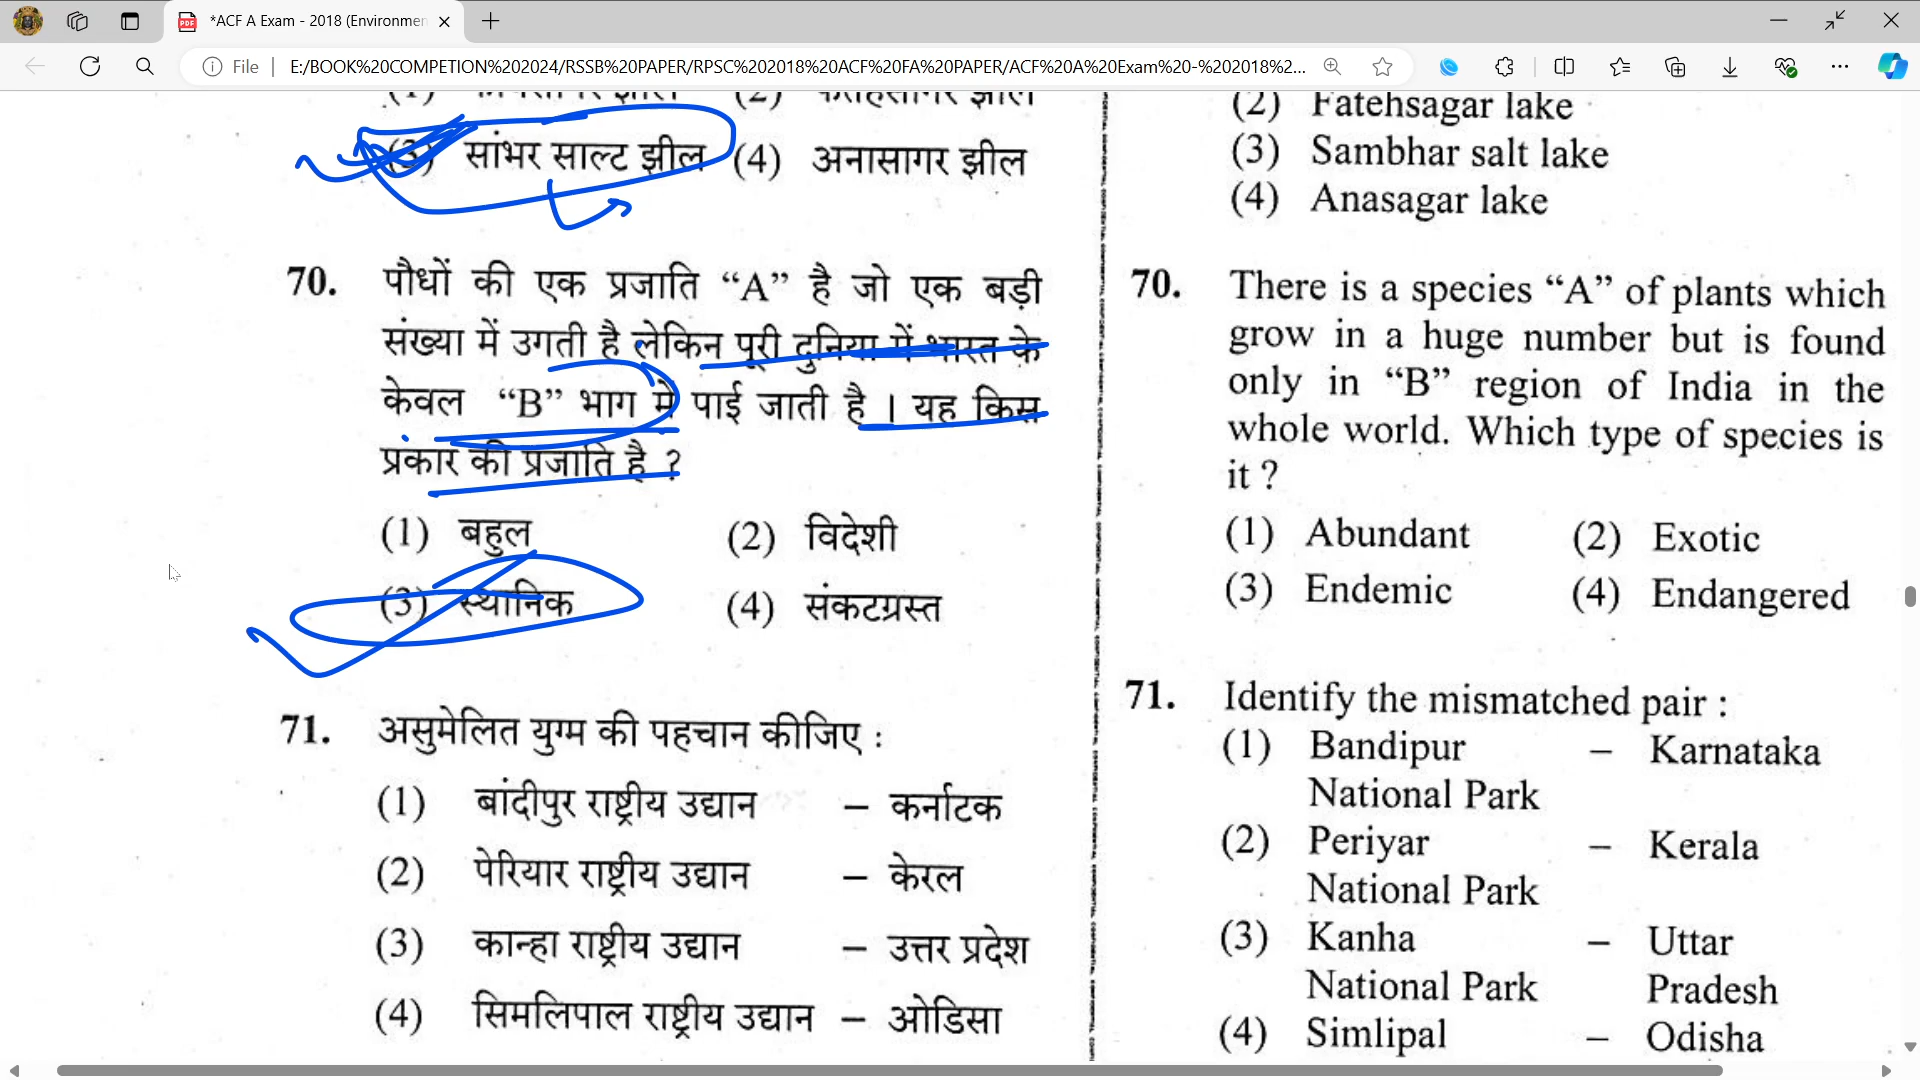 *ACF A Exam - 2018 (Environmen
File
E:/BOOK%20COMPETION%202024/RSSB%20PAPER/RPSC%202018%20ACF%20FA%20PAPER/ACF%20A%20Exam%20-%202018%2...
(3) सांभर साल्ट झील (4) अनासागर झील
70. पौधों की एक प्रजाति “A” है जो एक बड़ी
संख्या में उगती है लेकिन पूरी दुनिया में भारत के
केवल “B” भाग में पाई जाती है । यह किस
प्रकार की प्रजाति है ?
(1) बहुल (2) विदेशी
(3) स्थानिक (4) संकटग्रस्त
71. असुमेलित युग्म की पहचान कीजिए :
(1) बांदीपुर राष्ट्रीय उद्यान – कर्नाटक
(2) पेरियार राष्ट्रीय उद्यान – केरल
(3) कान्हा राष्ट्रीय उद्यान – उत्तर प्रदेश
(4) सिमलिपाल राष्ट्रीय उद्यान – ओडिसा
(2) Fatehsagar lake
(3) Sambhar salt lake
(4) Anasagar lake
70. There is a species “A” of plants which
grow in a huge number but is found
only in “B” region of India in the
whole world. Which type of species is
it ?
(1) Abundant (2) Exotic
(3) Endemic (4) Endangered
71. Identify the mismatched pair :
(1) Bandipur – Karnataka
National Park
(2) Periyar – Kerala
National Park
(3) Kanha – Uttar
National Park Pradesh
(4) Simlipal – Odisha